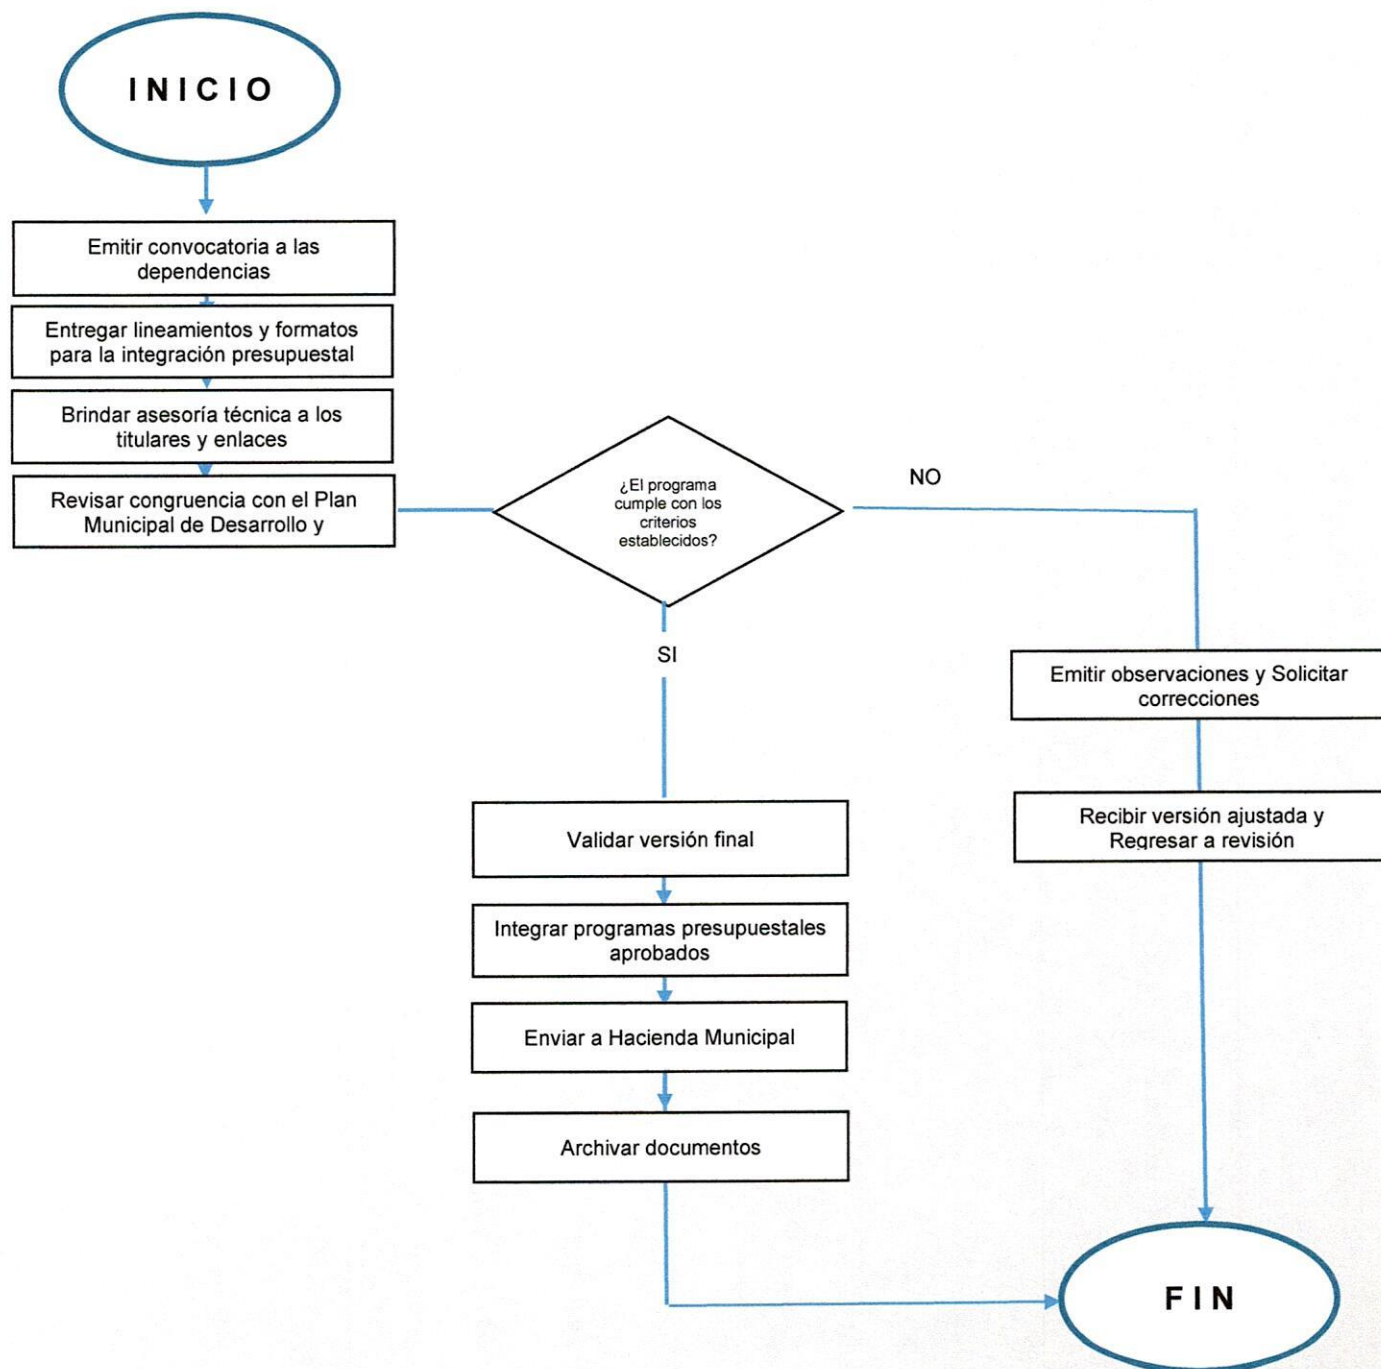 INICIO
Emitir convocatoria a las
dependencias
Entregar lineamientos y formatos
para la integración presupuestal
Brindar asesoría técnica a los
titulares y enlaces
Revisar congruencia con el Plan
Municipal de Desarrollo y
¿El programa
cumple con los
criterios
establecidos?
NO
SI
Emitir observaciones y Solicitar
correcciones
Recibir versión ajustada y
Regresar a revisión
Validar versión final
Integrar programas presupuestales
aprobados
Enviar a Hacienda Municipal
Archivar documentos
FIN